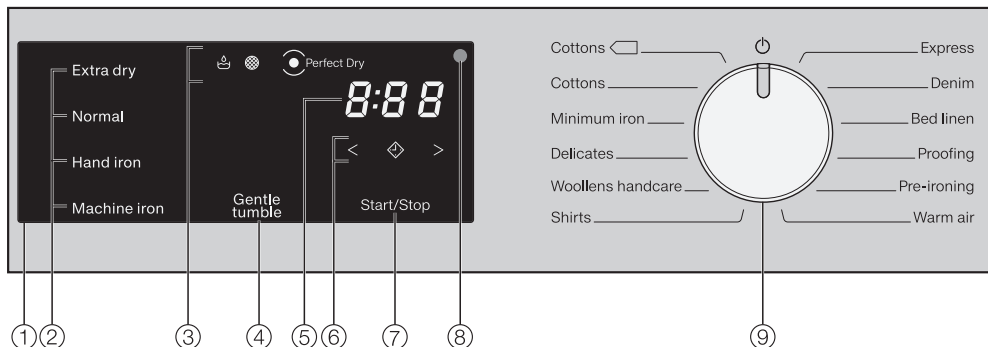 Extra dry
Normal
Hand iron
Machine iron
Perfect Dry
8:88
< >
Gentle
tumble
Start/Stop
Cottons
Cottons
Minimum iron
Delicates
Woollens handcare
Shirts
Express
Denim
Bed linen
Proofing
Pre-ironing
Warm air
① ② ③ ④ ⑤ ⑥ ⑦ ⑧ ⑨